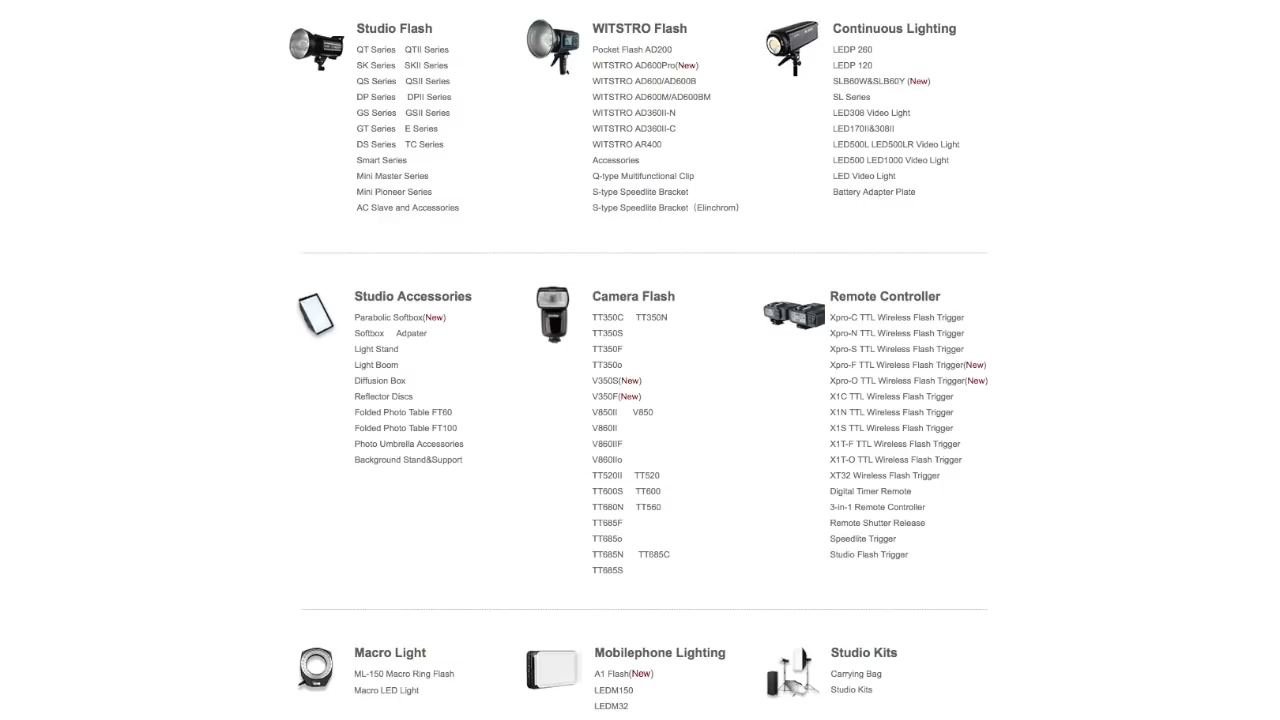 Studio Flash
QT Series QTII Series
SK Series SKII Series
QS Series QSII Series
DP Series DPII Series
GS Series GSII Series
GT Series E Series
DS Series TC Series
Smart Series
Mini Master Series
Mini Pioneer Series
AC Slave and Accessories
WITSTRO Flash
Pocket Flash AD200
WITSTRO AD600Pro(New)
WITSTRO AD600/AD600B
WITSTRO AD600M/AD600BM
WITSTRO AD360II-N
WITSTRO AD360II-C
WITSTRO AR400
Accessories
Q-type Multifunctional Clip
S-type Speedlite Bracket
S-type Speedlite Bracket（Elinchrom）
Continuous Lighting
LEDP 260
LEDP 120
SLB60W&SLB60Y (New)
SL Series
LED308 Video Light
LED170II&308II
LED500L LED500LR Video Light
LED500 LED1000 Video Light
LED Video Light
Battery Adapter Plate
Studio Accessories
Parabolic Softbox(New)
Softbox Adpater
Light Stand
Light Boom
Diffusion Box
Reflector Discs
Folded Photo Table FT60
Folded Photo Table FT100
Photo Umbrella Accessories
Background Stand&Support
Camera Flash
TT350C TT350N
TT350S
TT350F
TT350o
V350S(New)
V350F(New)
V850II V850
V860II
V860IIF
V860IIo
TT520II TT520
TT600S TT600
TT680N TT560
TT685F
TT685o
TT685N TT685C
TT685S
Remote Controller
Xpro-C TTL Wireless Flash Trigger
Xpro-N TTL Wireless Flash Trigger
Xpro-S TTL Wireless Flash Trigger
Xpro-F TTL Wireless Flash Trigger(New)
Xpro-O TTL Wireless Flash Trigger(New)
X1C TTL Wireless Flash Trigger
X1N TTL Wireless Flash Trigger
X1S TTL Wireless Flash Trigger
X1T-F TTL Wireless Flash Trigger
X1T-O TTL Wireless Flash Trigger
XT32 Wireless Flash Trigger
Digital Timer Remote
3-in-1 Remote Controller
Remote Shutter Release
Speedlite Trigger
Studio Flash Trigger
Macro Light
ML-150 Macro Ring Flash
Macro LED Light
Mobilephone Lighting
A1 Flash(New)
LEDM150
LEDM32
Studio Kits
Carrying Bag
Studio Kits